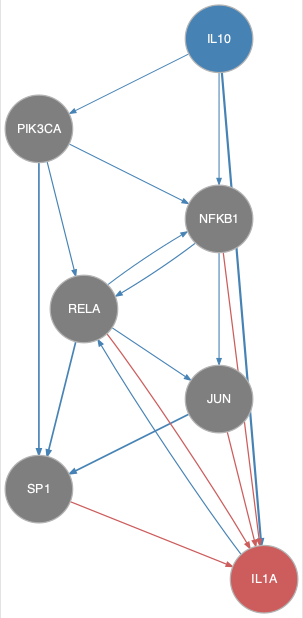 IL10
PIK3CA
NFKB1
RELA
JUN
SP1
IL1A